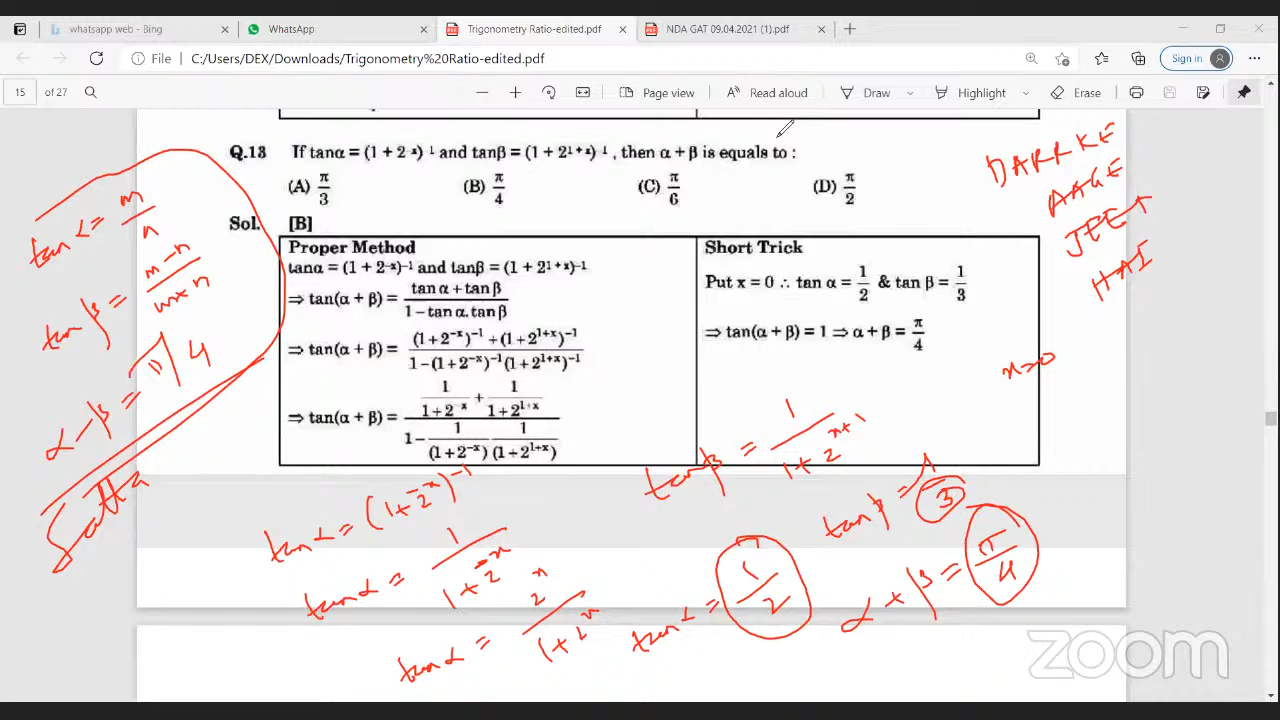 whatsapp web - Bing
WhatsApp
Trigonometry Ratio-edited.pdf
NDA GAT 09.04.2021 (1).pdf
File | C:/Users/DEX/Downloads/Trigonometry%20Ratio-edited.pdf
Sign in
15 of 27
Page view
Read aloud
Draw
Highlight
Erase
Q.13 If tanα = (1 + 2⁻ˣ)⁻¹ and tanβ = (1 + 2¹⁺ˣ)⁻¹, then α + β is equals to :
(A) π/3 (B) π/4 (C) π/6 (D) π/2
Sol. [B]
Proper Method
tanα = (1 + 2⁻ˣ)⁻¹ and tanβ = (1 + 2¹⁺ˣ)⁻¹
⇒ tan(α + β) = (tan α + tan β)/(1 – tan α. tan β)
⇒ tan(α + β) = ((1+2⁻ˣ)⁻¹ + (1+2¹⁺ˣ)⁻¹)/(1–(1+2⁻ˣ)⁻¹(1+2¹⁺ˣ)⁻¹)
⇒ tan(α + β) = (1/(1+2⁻ˣ) + 1/(1+2¹⁺ˣ))/(1 – 1/(1+2⁻ˣ) 1/(1+2¹⁺ˣ))
Short Trick
Put x = 0 ∴ tan α = 1/2 & tan β = 1/3
⇒ tan(α + β) = 1 ⇒ α + β = π/4
DARRKE
AAGE
JEET
HAI
tan α = m/n
tan β = (m-n)/(m+n)
α - β = π/4
Satta
tan α = (1+2⁻ˣ)⁻¹
tan α = 1/(1+2⁻ˣ)
tan α = 2ˣ/(1+2ˣ)
tan β = 1/(1+2ˣ⁺¹)
x=0
tan α = 1/2
tan β = 1/3
α + β = π/4
zoom